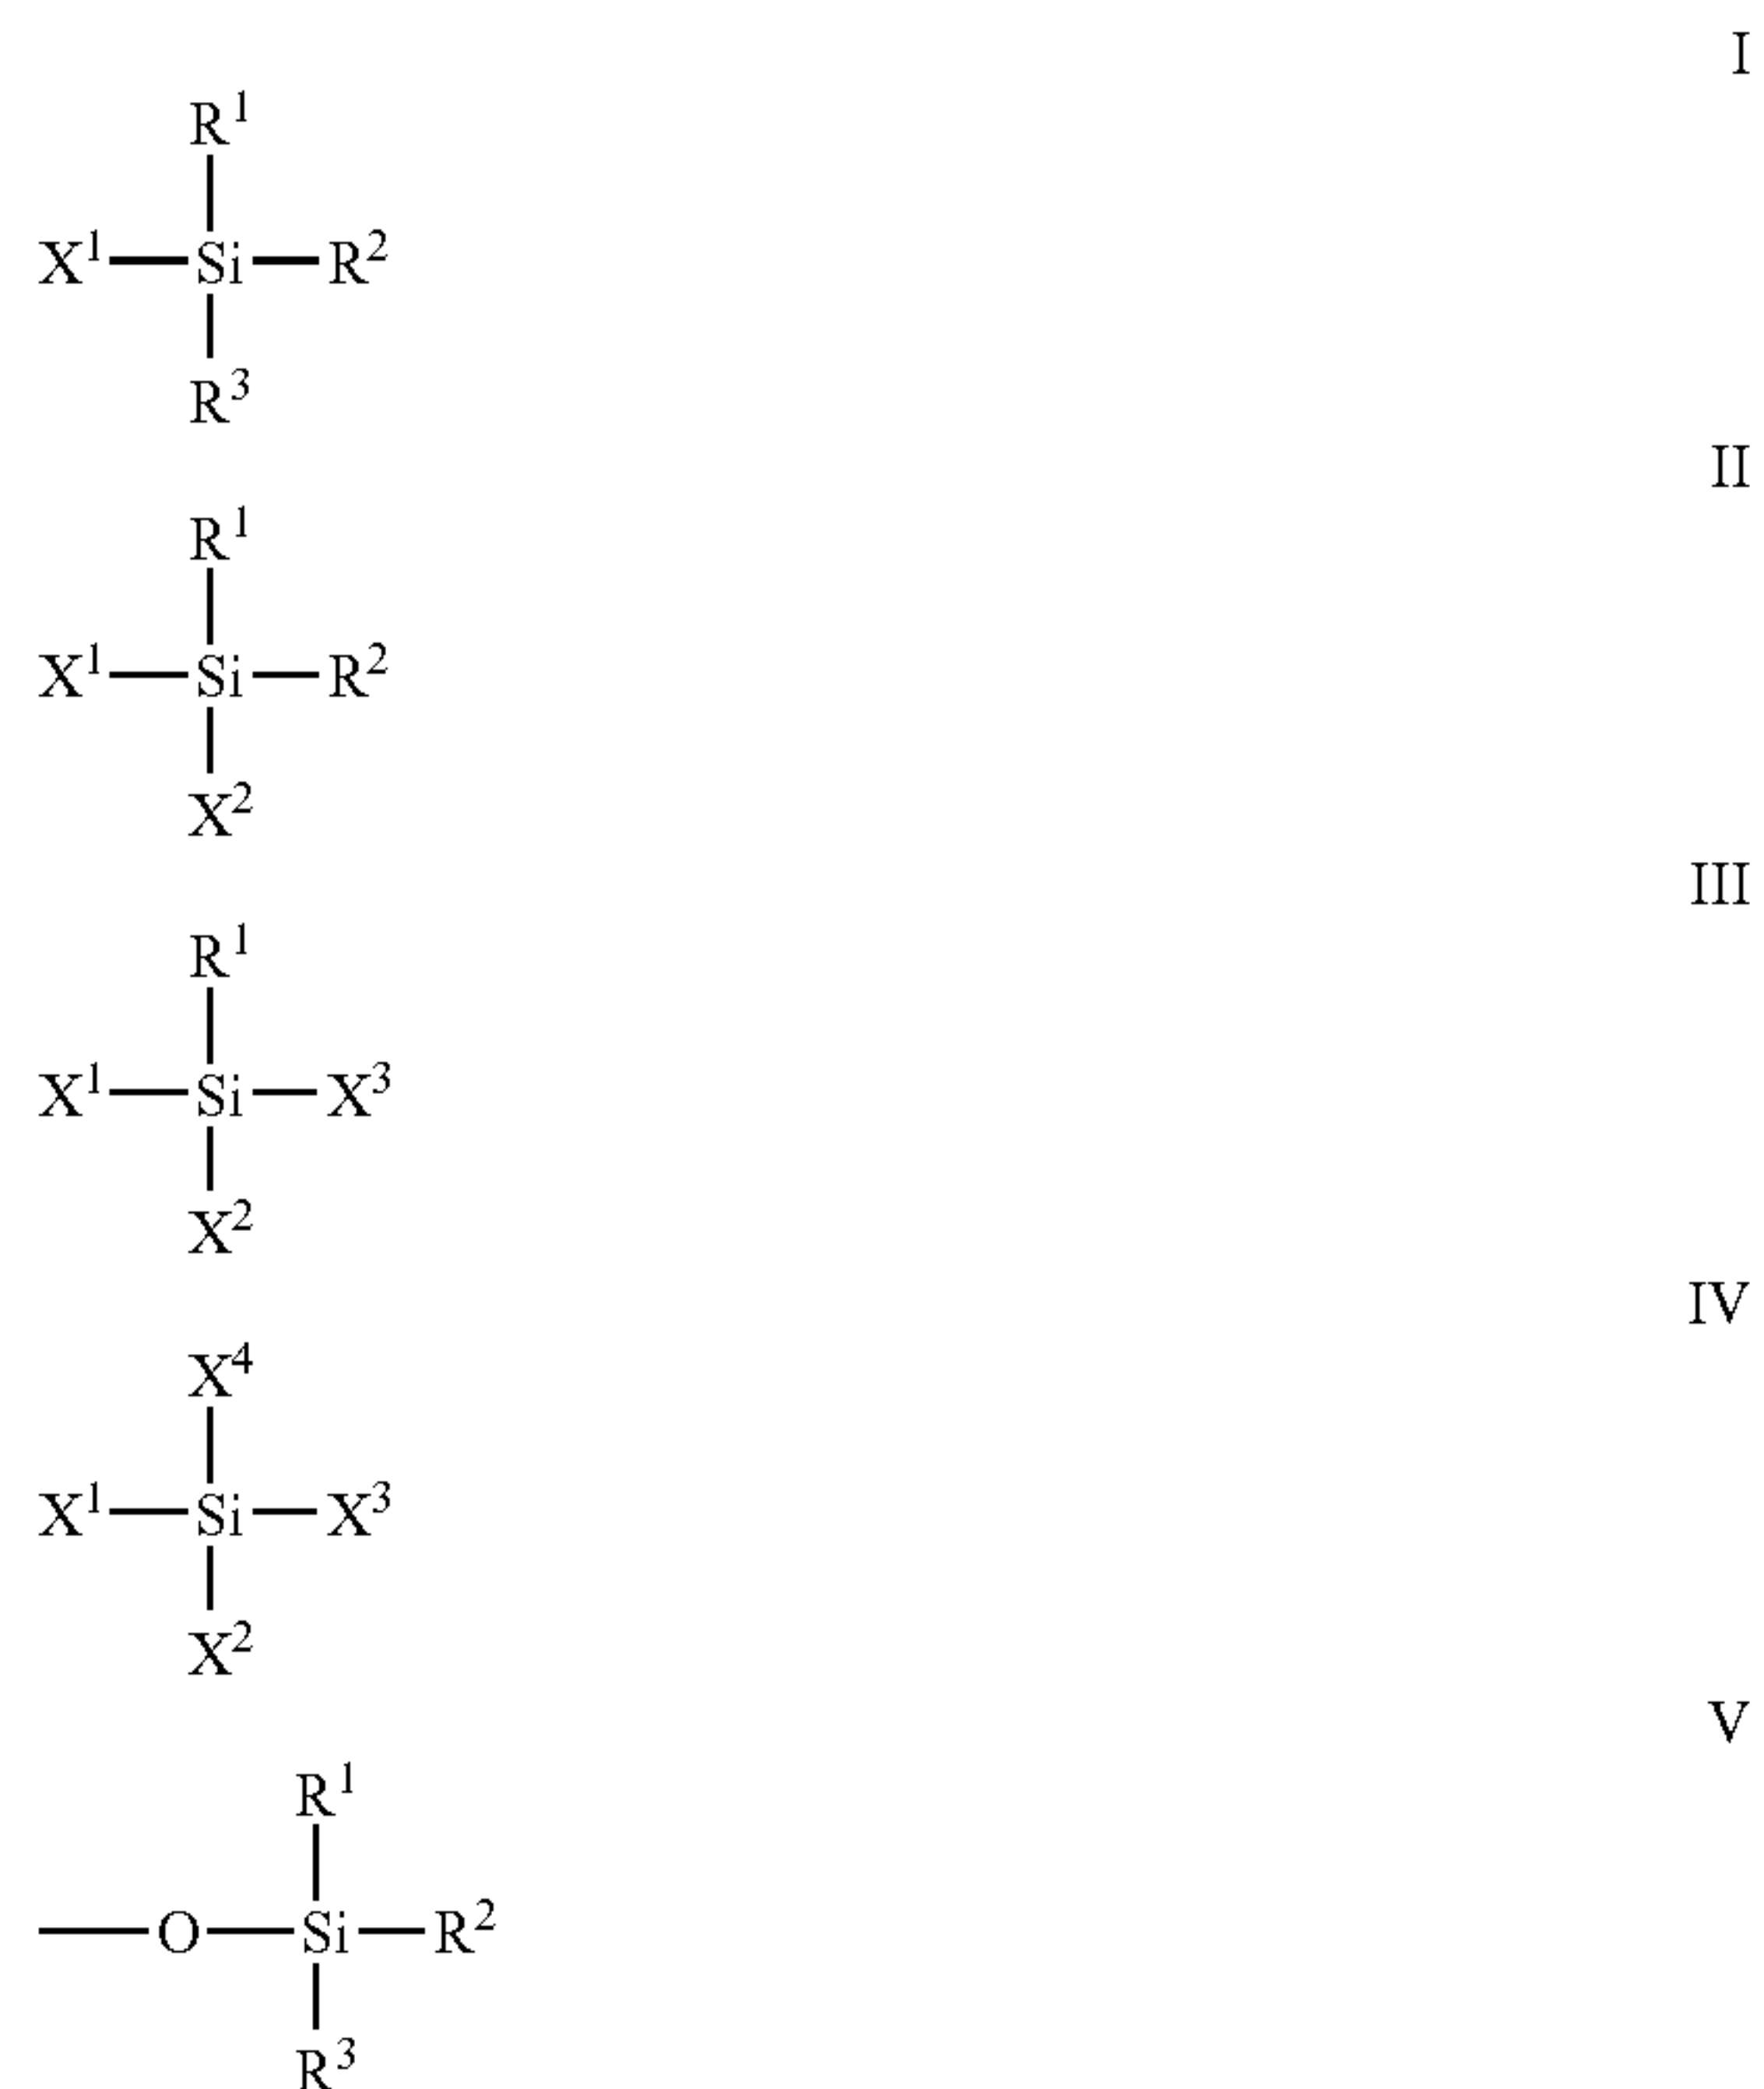 I
R¹
X¹—Si—R²
R³
II
R¹
X¹—Si—R²
X²
III
R¹
X¹—Si—X³
X²
IV
X⁴
X¹—Si—X³
X²
V
R¹
—O—Si—R²
R³